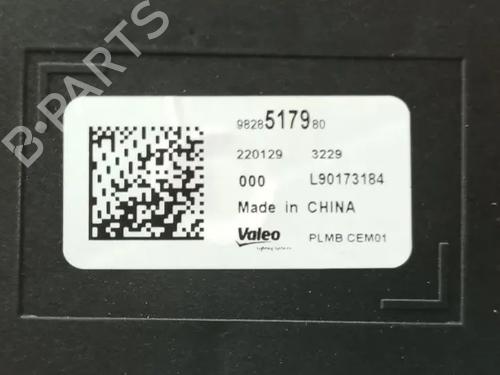 B-PARTS
9828517980
220129 3229
000 L90173184
Made in CHINA
Valeo PLMB CEM01